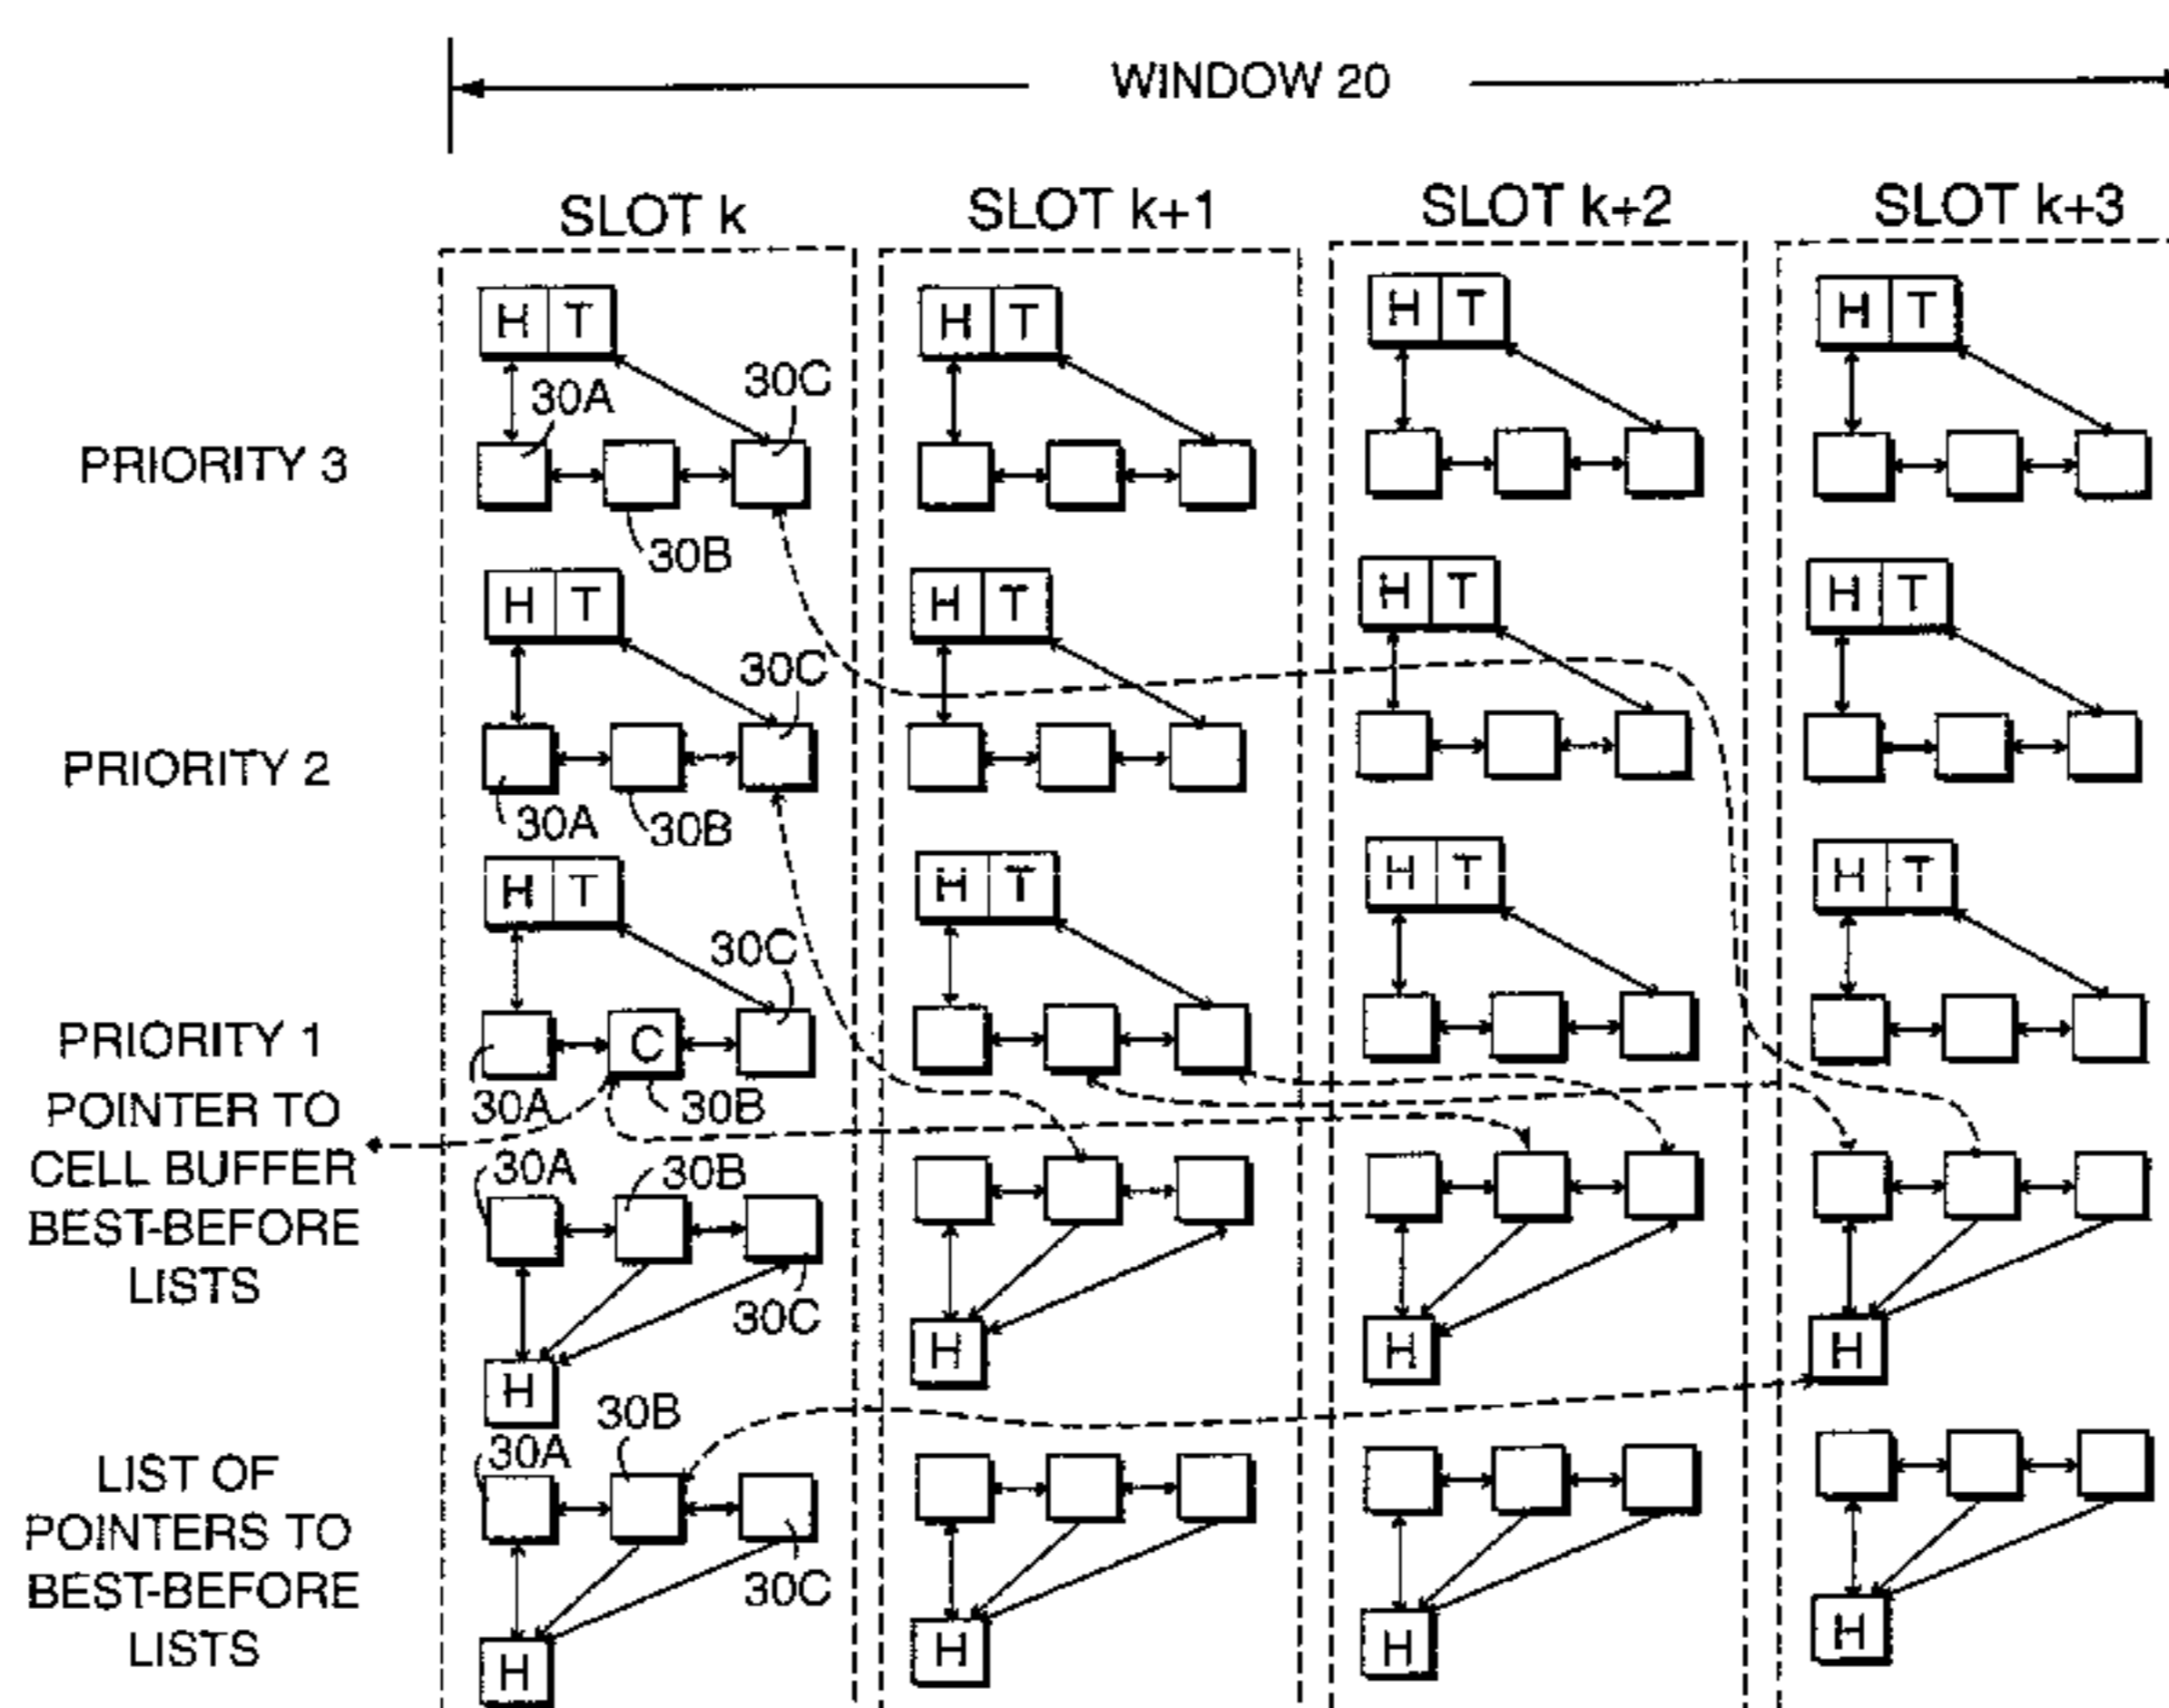 WINDOW 20
SLOT k SLOT k+1 SLOT k+2 SLOT k+3
H T H T H T H T
30A 30C
PRIORITY 3
30B
H T H T H T H T
30C
PRIORITY 2
30A 30B
H T H T H T H T
30C
PRIORITY 1
C
30A 30B
POINTER TO
CELL BUFFER
30A 30B
BEST-BEFORE
LISTS
30C
H H H H
30B
30A
LIST OF
POINTERS TO
BEST-BEFORE
30C
LISTS
H H H H